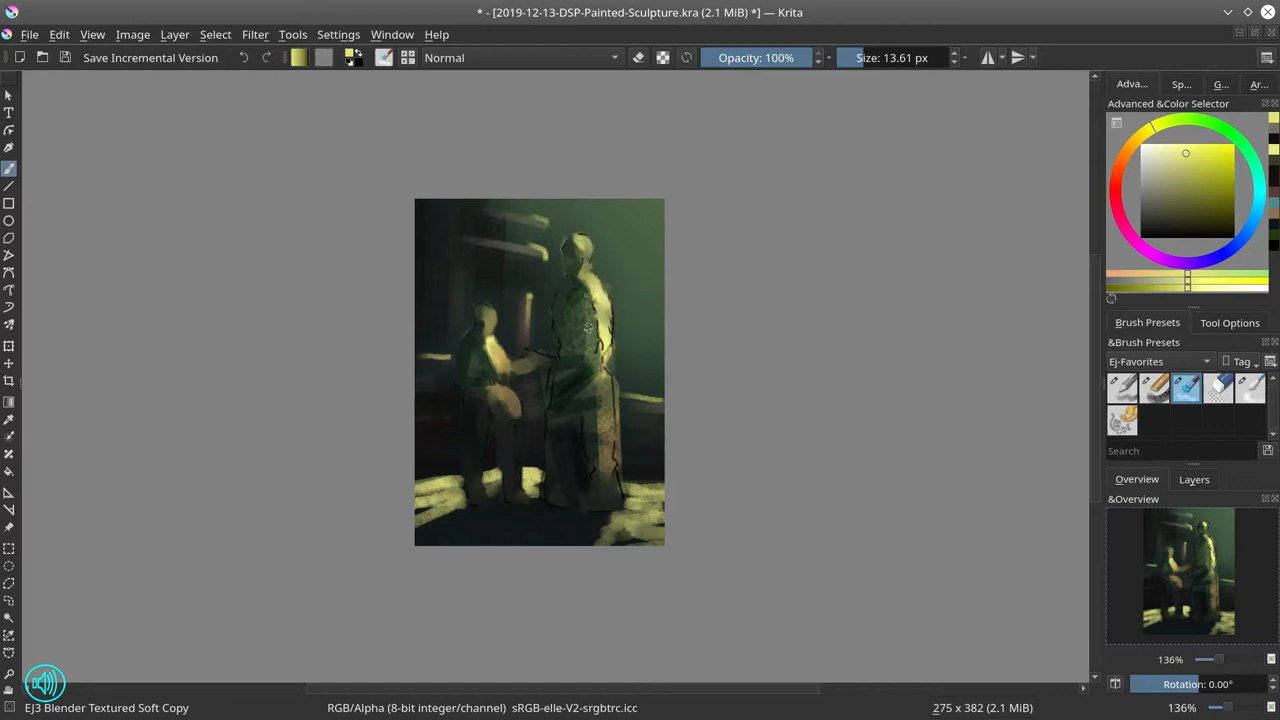 * - [2019-12-13-DSP-Painted-Sculpture.kra (2.1 MiB) *] — Krita
File Edit View Image Layer Select Filter Tools Settings Window Help
Save Incremental Version Normal Opacity: 100% Size: 13.61 px
Adva... Sp... G... Ar...
Advanced &Color Selector
Brush Presets Tool Options
&Brush Presets
Ej-Favorites Tag
Search
Overview Layers
&Overview
136%
Rotation: 0.00°
EJ3 Blender Textured Soft Copy RGB/Alpha (8-bit integer/channel) sRGB-elle-V2-srgbtrc.icc 275 x 382 (2.1 MiB) 136%